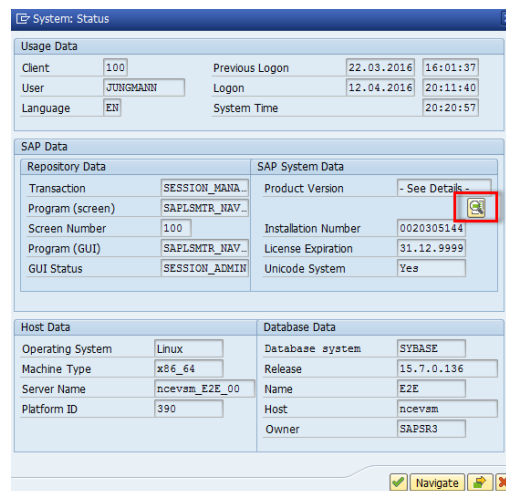 System: Status
Usage Data
Client 100 Previous Logon 22.03.2016 16:01:37
User JUNGMANN Logon 12.04.2016 20:11:40
Language EN System Time 20:20:57
SAP Data
Repository Data
Transaction SESSION_MANA..
Program (screen) SAPLSMTR_NAV..
Screen Number 100
Program (GUI) SAPLSMTR_NAV..
GUI Status SESSION_ADMIN
SAP System Data
Product Version - See Details -
Installation Number 0020305144
License Expiration 31.12.9999
Unicode System Yes
Host Data
Operating System Linux
Machine Type x86_64
Server Name ncevsm_E2E_00
Platform ID 390
Database Data
Database system SYBASE
Release 15.7.0.136
Name E2E
Host ncevsm
Owner SAPSR3
Navigate